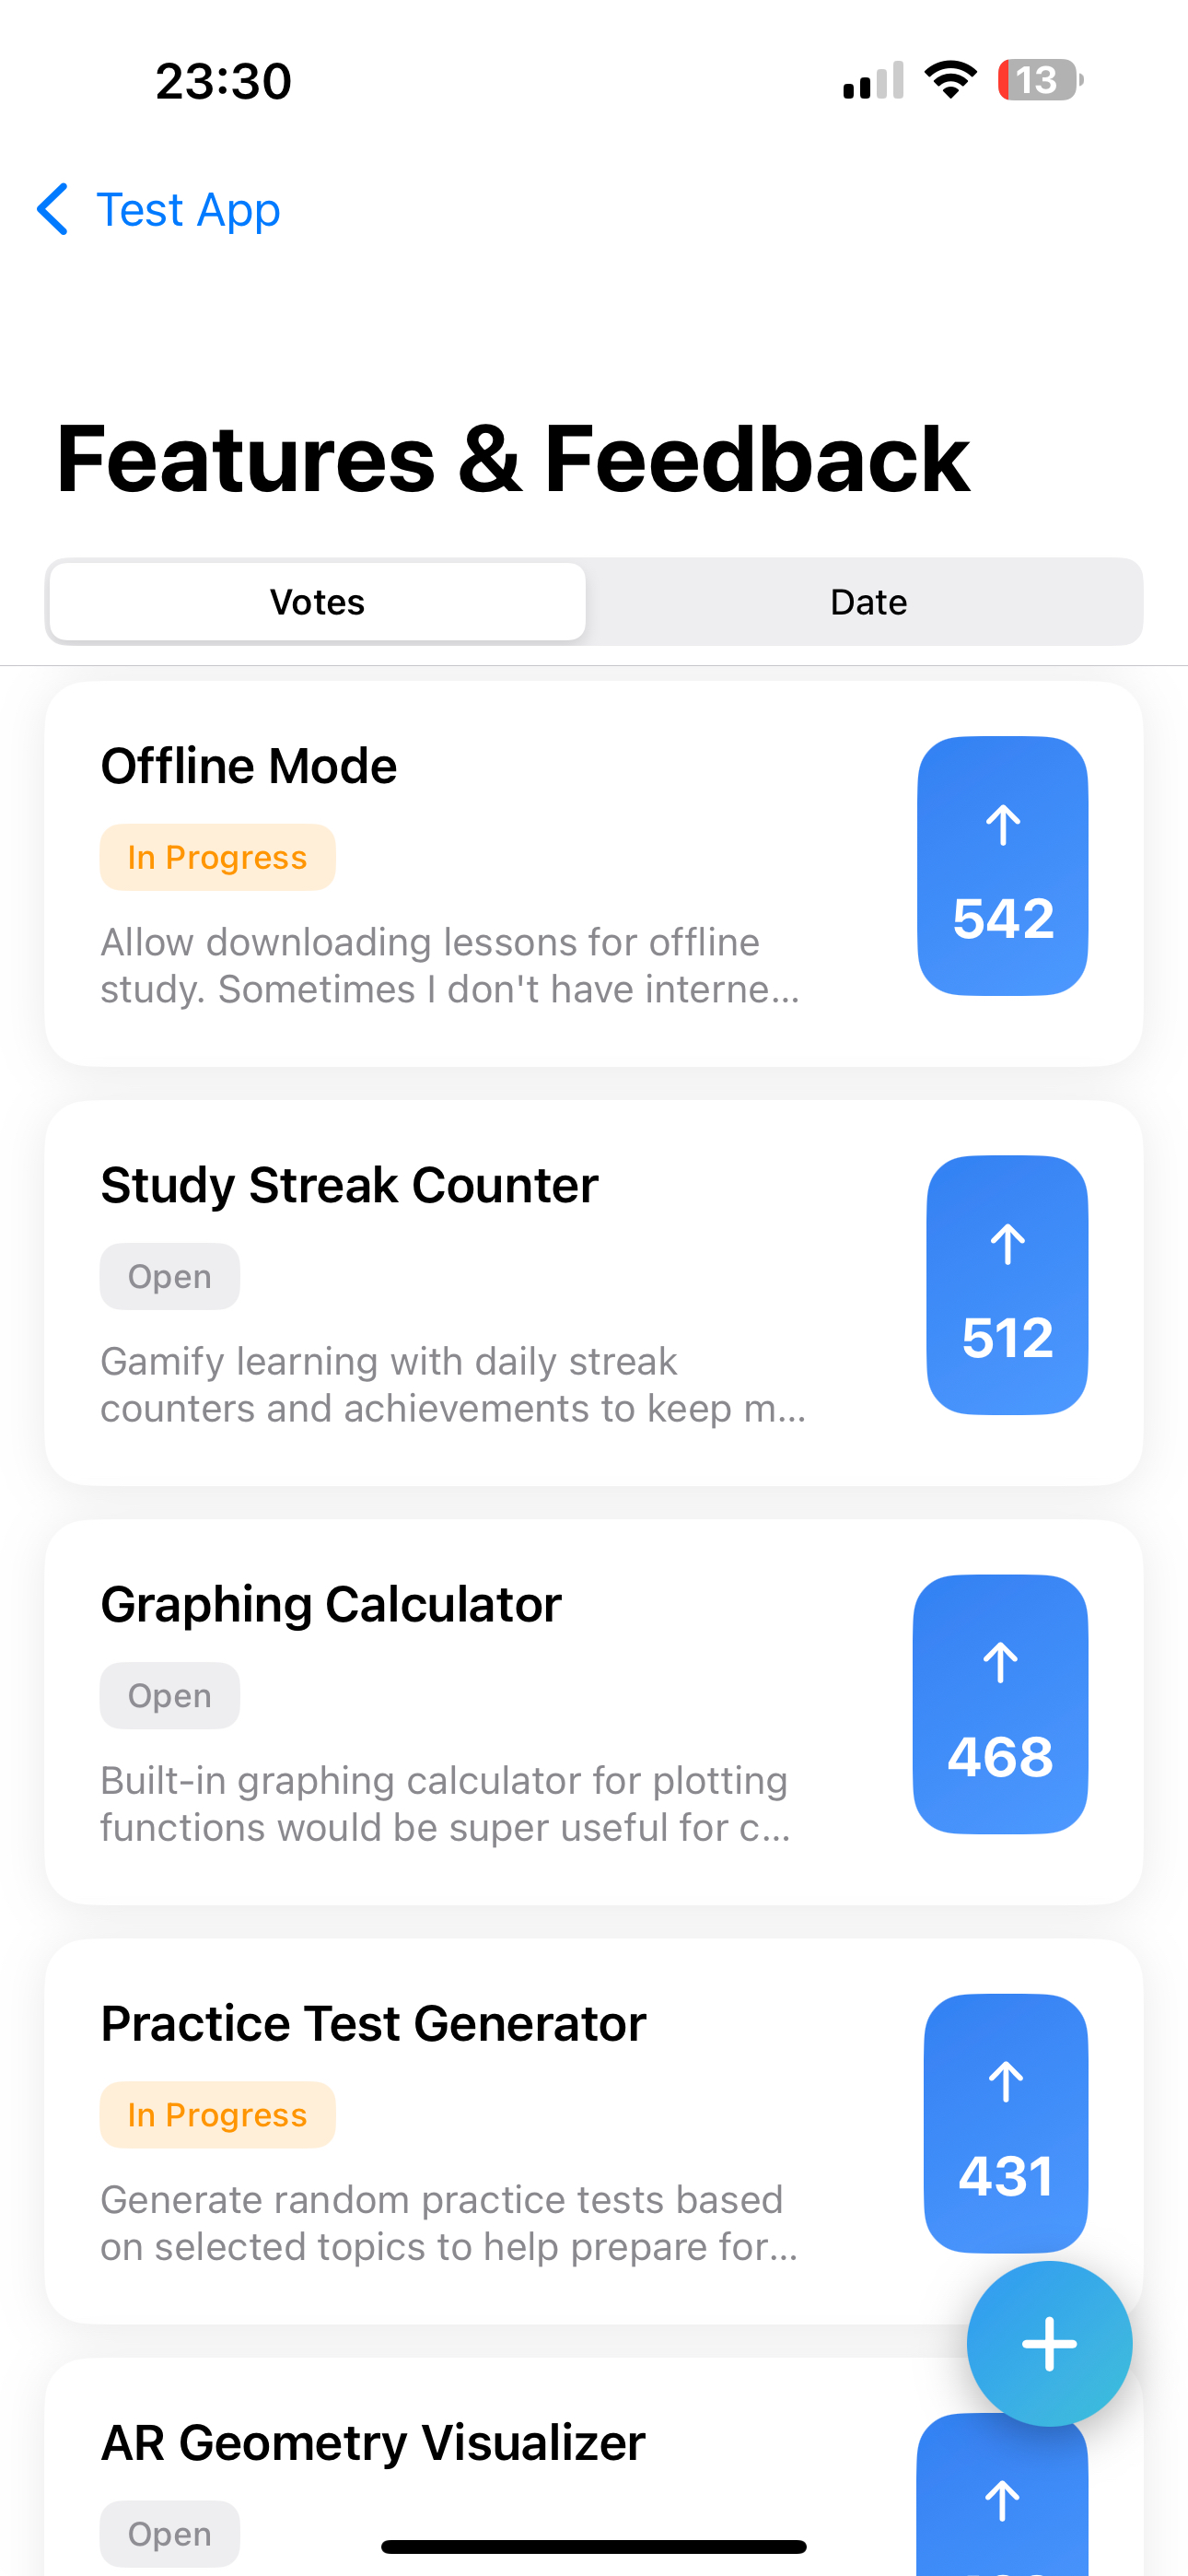 23:30
13
Test App
Features & Feedback
Votes
Date
Offline Mode
In Progress
Allow downloading lessons for offline
study. Sometimes I don't have interne...
542
Study Streak Counter
Open
Gamify learning with daily streak
counters and achievements to keep m...
512
Graphing Calculator
Open
Built-in graphing calculator for plotting
functions would be super useful for c...
468
Practice Test Generator
In Progress
Generate random practice tests based
on selected topics to help prepare for...
431
AR Geometry Visualizer
Open